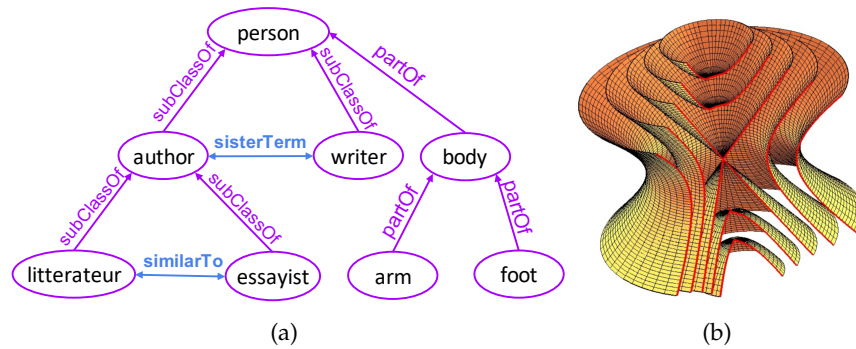 person
subClassOf
subClassOf
partOf
author
sisterTerm
writer
body
subClassOf
subClassOf
partOf
partOf
litterateur
similarTo
essayist
arm
foot
(a)
(b)